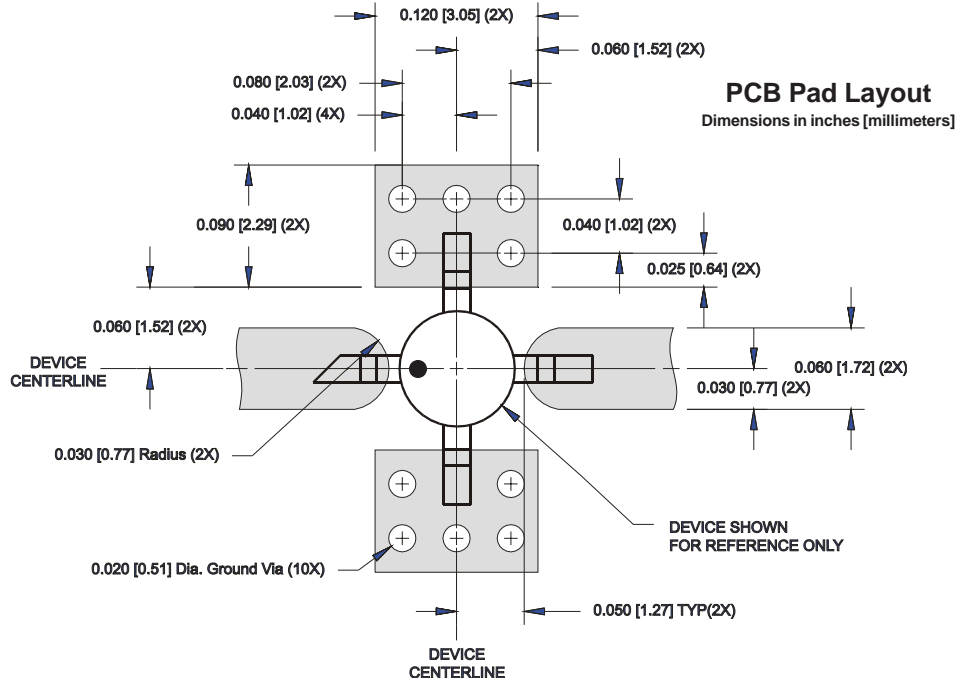 0.120 [3.05] (2X)
0.060 [1.52] (2X)
0.080 [2.03] (2X)
0.040 [1.02] (4X)
PCB Pad Layout
Dimensions in inches [millimeters]
0.090 [2.29] (2X)
0.040 [1.02] (2X)
0.025 [0.64] (2X)
0.060 [1.52] (2X)
DEVICE
CENTERLINE
0.060 [1.72] (2X)
0.030 [0.77] (2X)
0.030 [0.77] Radius (2X)
DEVICE SHOWN
FOR REFERENCE ONLY
0.020 [0.51] Dia. Ground Via (10X)
0.050 [1.27] TYP(2X)
DEVICE
CENTERLINE